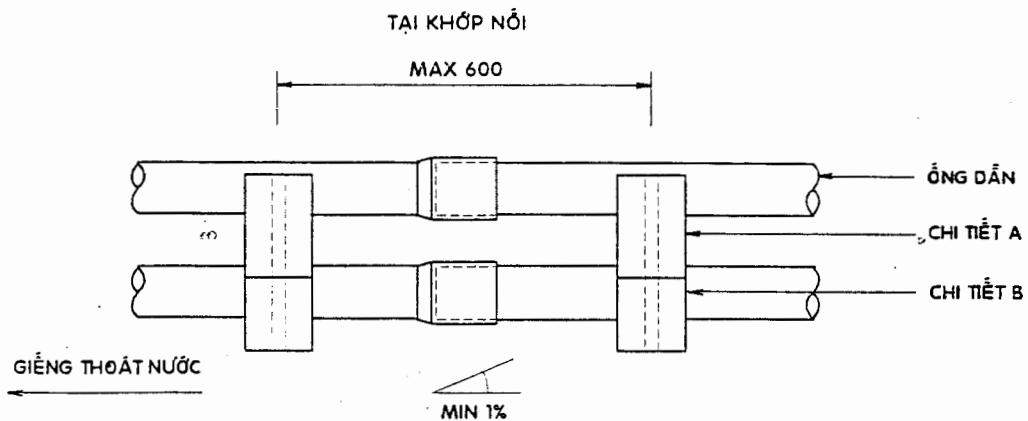 TẠI KHỚP NỐI
MAX 600
ỐNG DẪN
CHI TIẾT A
CHI TIẾT B
GIẾNG THOÁT NƯỚC
MIN 1%